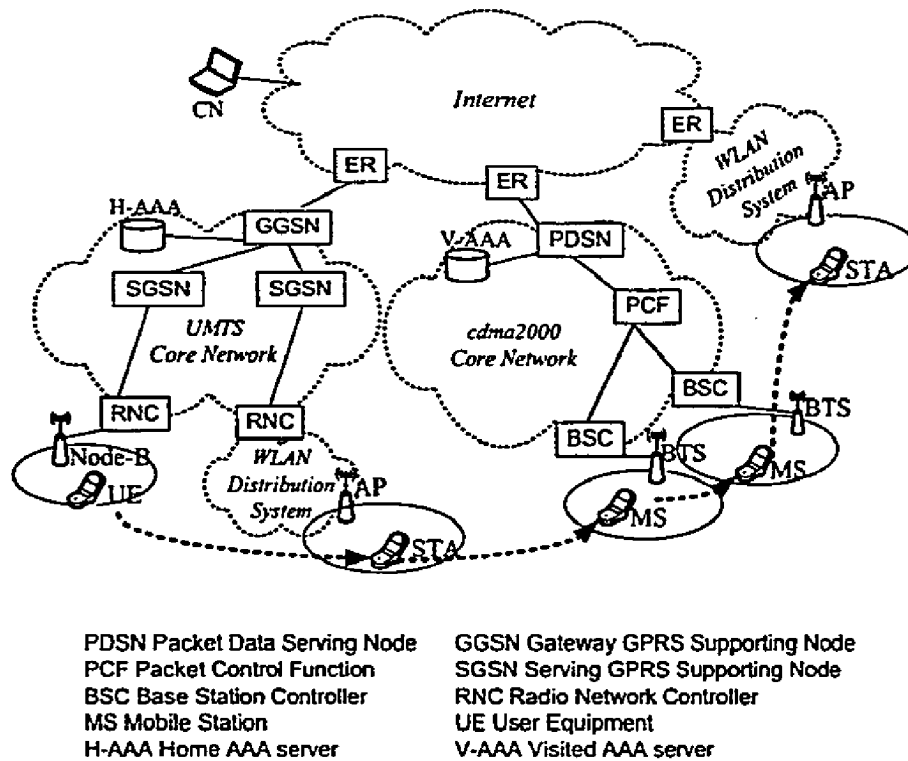 CN
Internet
ER
ER
ER
WLAN
Distribution
System
AP
STA
H-AAA
GGSN
SGSN
SGSN
UMTS
Core Network
RNC
RNC
Node-B
UE
WLAN
Distribution
System
AP
STA
V-AAA
PDSN
PCF
cdma2000
Core Network
BSC
BSC
BTS
BTS
MS
MS
PDSN Packet Data Serving Node
PCF Packet Control Function
BSC Base Station Controller
MS Mobile Station
H-AAA Home AAA server
GGSN Gateway GPRS Supporting Node
SGSN Serving GPRS Supporting Node
RNC Radio Network Controller
UE User Equipment
V-AAA Visited AAA server